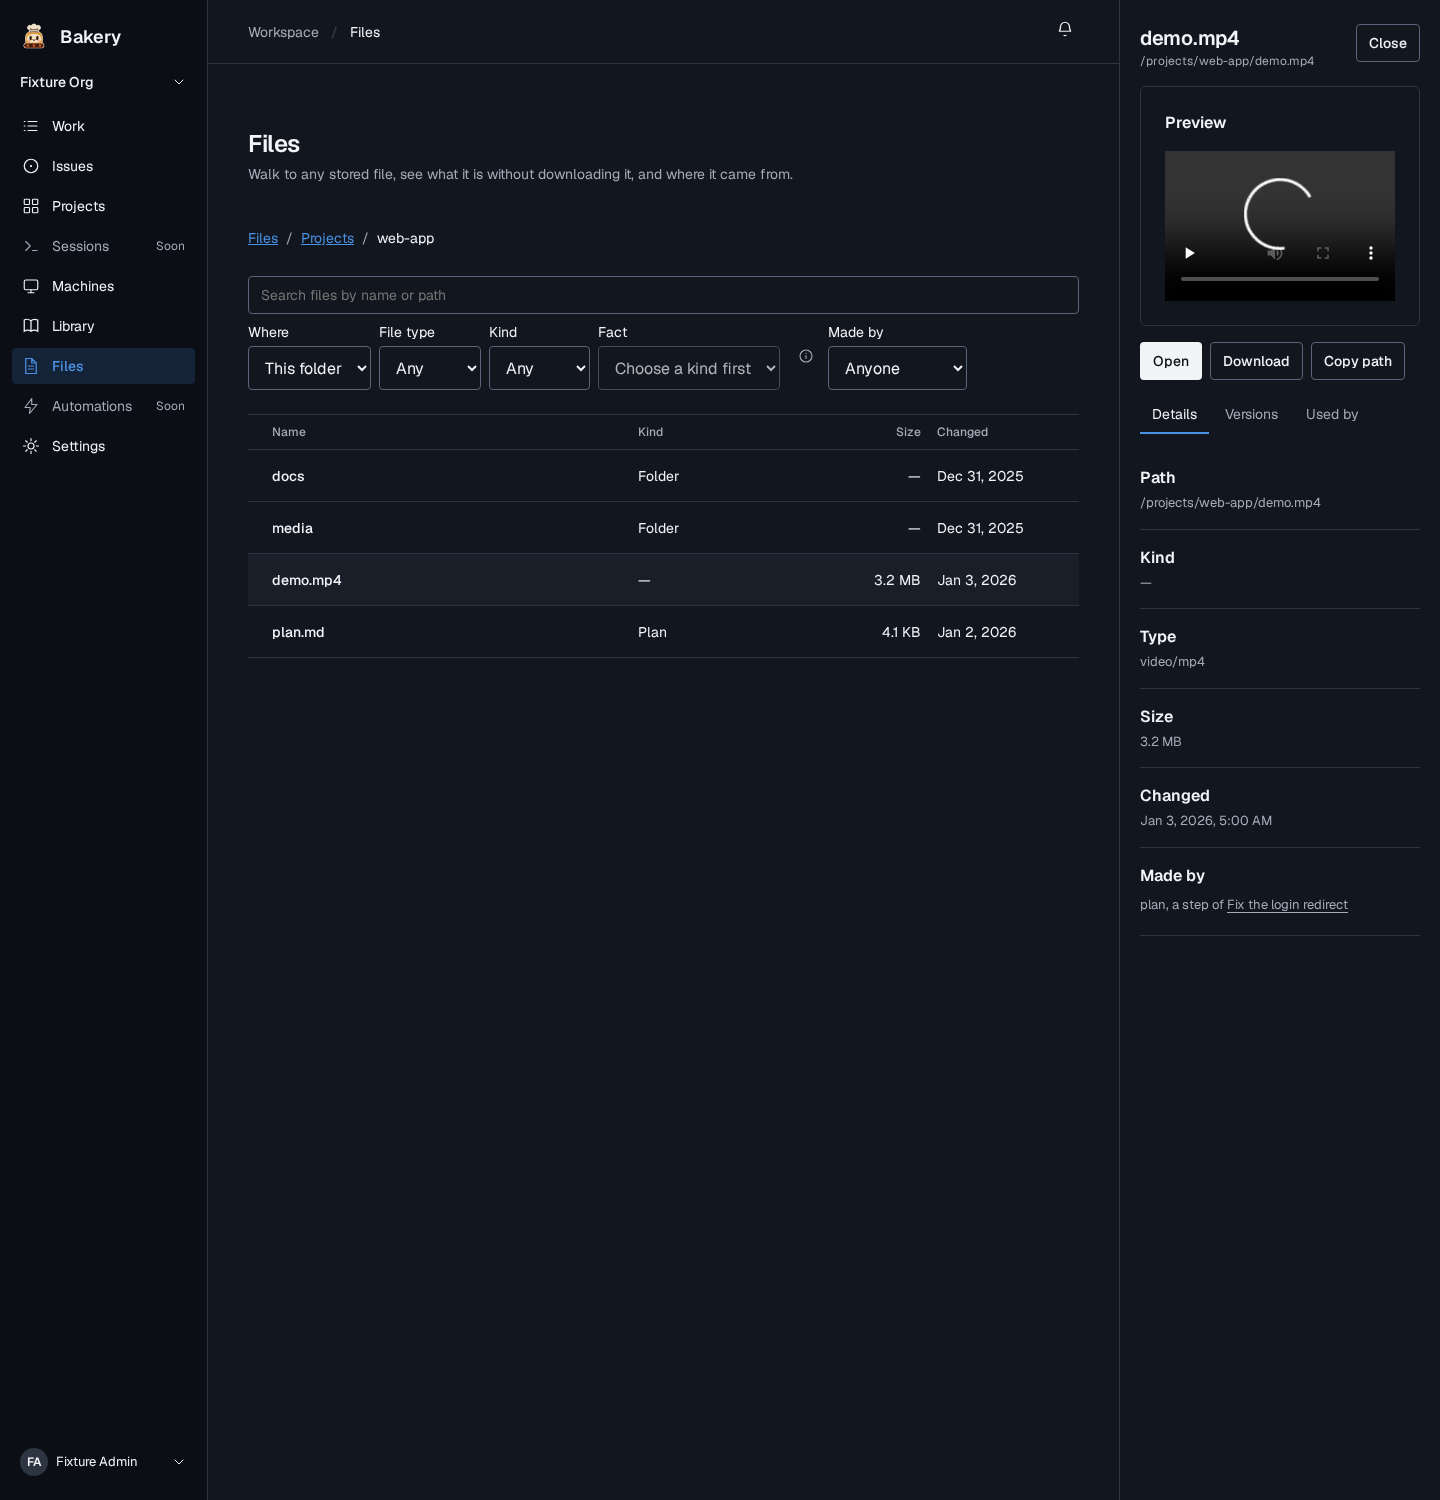 Bakery
Fixture Org
Work
Issues
Projects
Sessions Soon
Machines
Library
Files
Automations Soon
Settings
FA Fixture Admin
Workspace / Files
Files
Walk to any stored file, see what it is without downloading it, and where it came from.
Files / Projects / web-app
Search files by name or path
Where File type Kind Fact Made by
This folder Any Any Choose a kind first Anyone
Name Kind Size Changed
docs Folder — Dec 31, 2025
media Folder — Dec 31, 2025
demo.mp4 — 3.2 MB Jan 3, 2026
plan.md Plan 4.1 KB Jan 2, 2026
demo.mp4
/projects/web-app/demo.mp4
Close
Preview
Open Download Copy path
Details Versions Used by
Path
/projects/web-app/demo.mp4
Kind
—
Type
video/mp4
Size
3.2 MB
Changed
Jan 3, 2026, 5:00 AM
Made by
plan, a step of Fix the login redirect